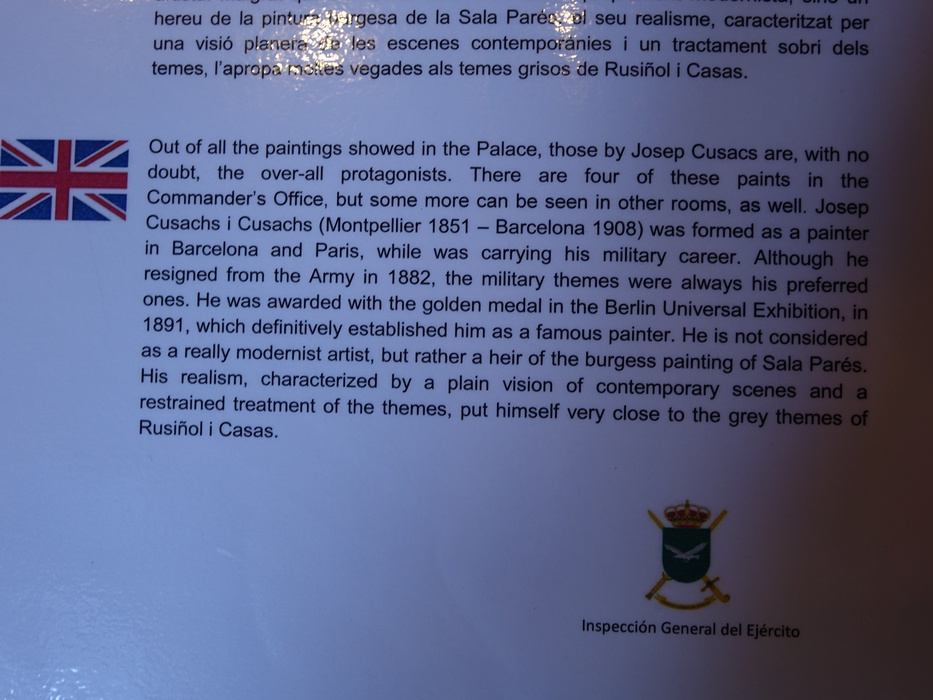 hereu de la pintura burgesa de la Sala Parés, el seu realisme, caracteritzat per
una visió planera de les escenes contemporànies i un tractament sobri dels
temes, l’apropa moltes vegades als temes grisos de Rusiñol i Casas.
Out of all the paintings showed in the Palace, those by Josep Cusacs are, with no
doubt, the over-all protagonists. There are four of these paints in the
Commander’s Office, but some more can be seen in other rooms, as well. Josep
Cusachs i Cusachs (Montpellier 1851 – Barcelona 1908) was formed as a painter
in Barcelona and Paris, while was carrying his military career. Although he
resigned from the Army in 1882, the military themes were always his preferred
ones. He was awarded with the golden medal in the Berlin Universal Exhibition, in
1891, which definitively established him as a famous painter. He is not considered
as a really modernist artist, but rather a heir of the burgess painting of Sala Parés.
His realism, characterized by a plain vision of contemporary scenes and a
restrained treatment of the themes, put himself very close to the grey themes of
Rusiñol i Casas.
Inspección General del Ejército